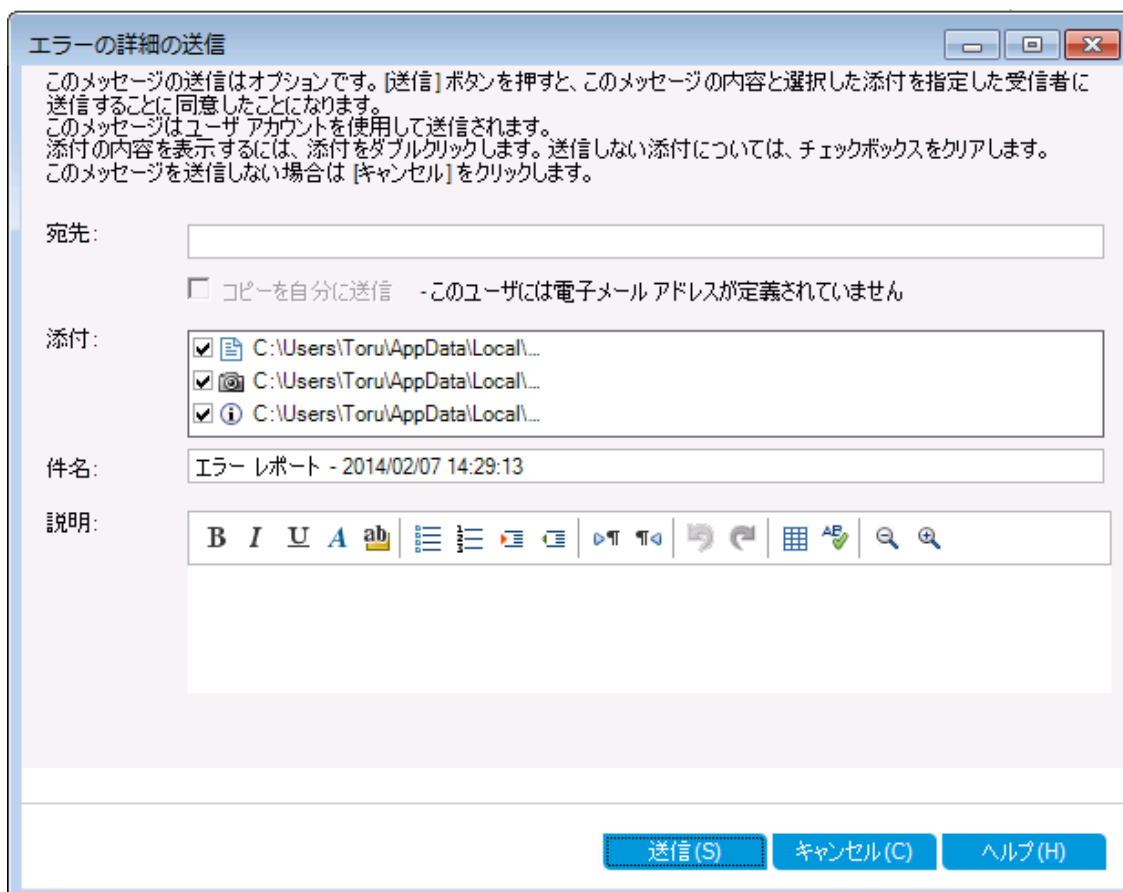 エラーの詳細の送信
このメッセージの送信はオプションです。[送信] ボタンを押すと、このメッセージの内容と選択した添付を指定した受信者に
送信することに同意したことになります。
このメッセージはユーザ アカウントを使用して送信されます。
添付の内容を表示するには、添付をダブルクリックします。送信しない添付については、チェックボックスをクリアします。
このメッセージを送信しない場合は [キャンセル] をクリックします。
宛先:
コピーを自分に送信 - このユーザには電子メール アドレスが定義されていません
添付:
C:\Users\Toru\AppData\Local\...
C:\Users\Toru\AppData\Local\...
C:\Users\Toru\AppData\Local\...
件名: エラー レポート - 2014/02/07 14:29:13
説明:
B I U A ab
送信(S) キャンセル(C) ヘルプ(H)